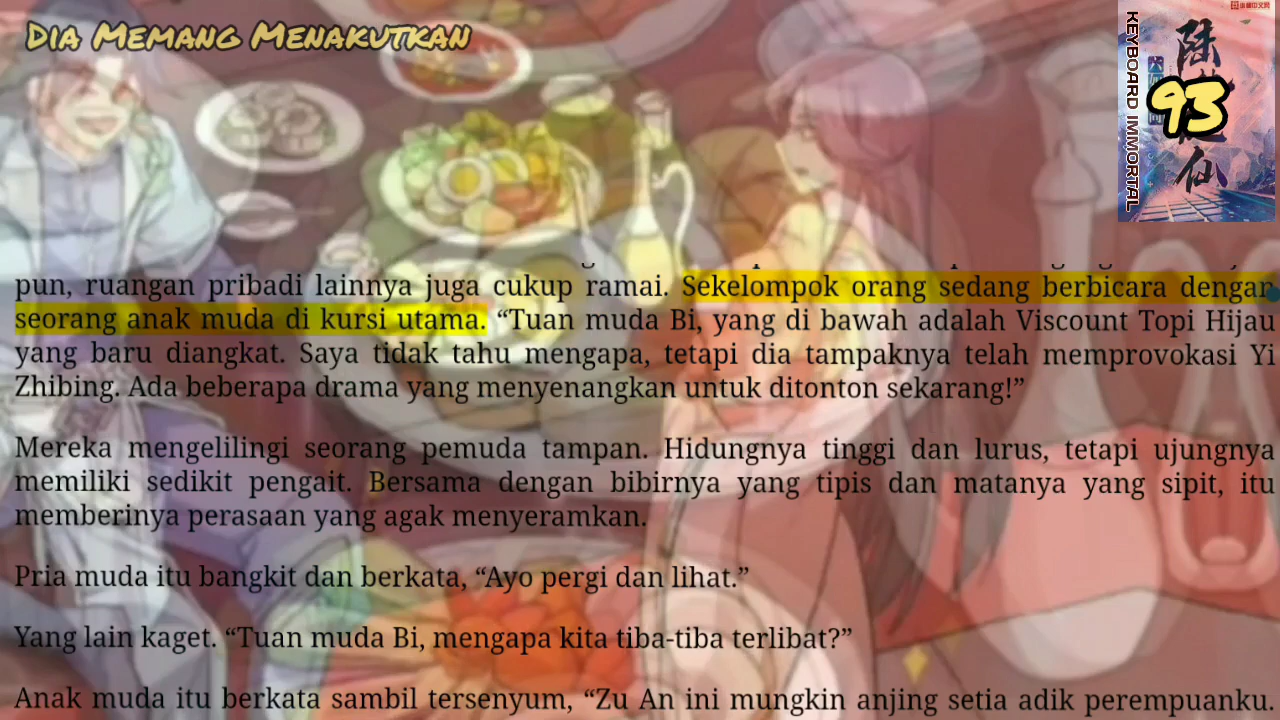 Dia Memang Menakutkan
KEYBOARD IMMORTAL
陆
仙
93
pun, ruangan pribadi lainnya juga cukup ramai. Sekelompok orang sedang berbicara dengan
seorang anak muda di kursi utama. “Tuan muda Bi, yang di bawah adalah Viscount Topi Hijau
yang baru diangkat. Saya tidak tahu mengapa, tetapi dia tampaknya telah memprovokasi Yi
Zhibing. Ada beberapa drama yang menyenangkan untuk ditonton sekarang!”
Mereka mengelilingi seorang pemuda tampan. Hidungnya tinggi dan lurus, tetapi ujungnya
memiliki sedikit pengait. Bersama dengan bibirnya yang tipis dan matanya yang sipit, itu
memberinya perasaan yang agak menyeramkan.
Pria muda itu bangkit dan berkata, “Ayo pergi dan lihat.”
Yang lain kaget. “Tuan muda Bi, mengapa kita tiba-tiba terlibat?”
Anak muda itu berkata sambil tersenyum, “Zu An ini mungkin anjing setia adik perempuanku.